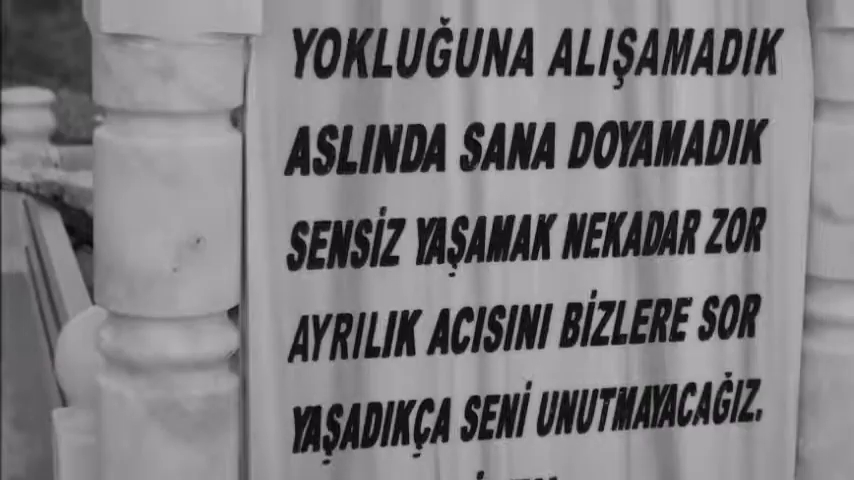 YOKLUĞUNA ALIŞAMADIK
ASLINDA SANA DOYAMADIK
SENSİZ YAŞAMAK NEKADAR ZOR
AYRILIK ACISINI BİZLERE SOR
YAŞADIKÇA SENİ UNUTMAYACAĞIZ.